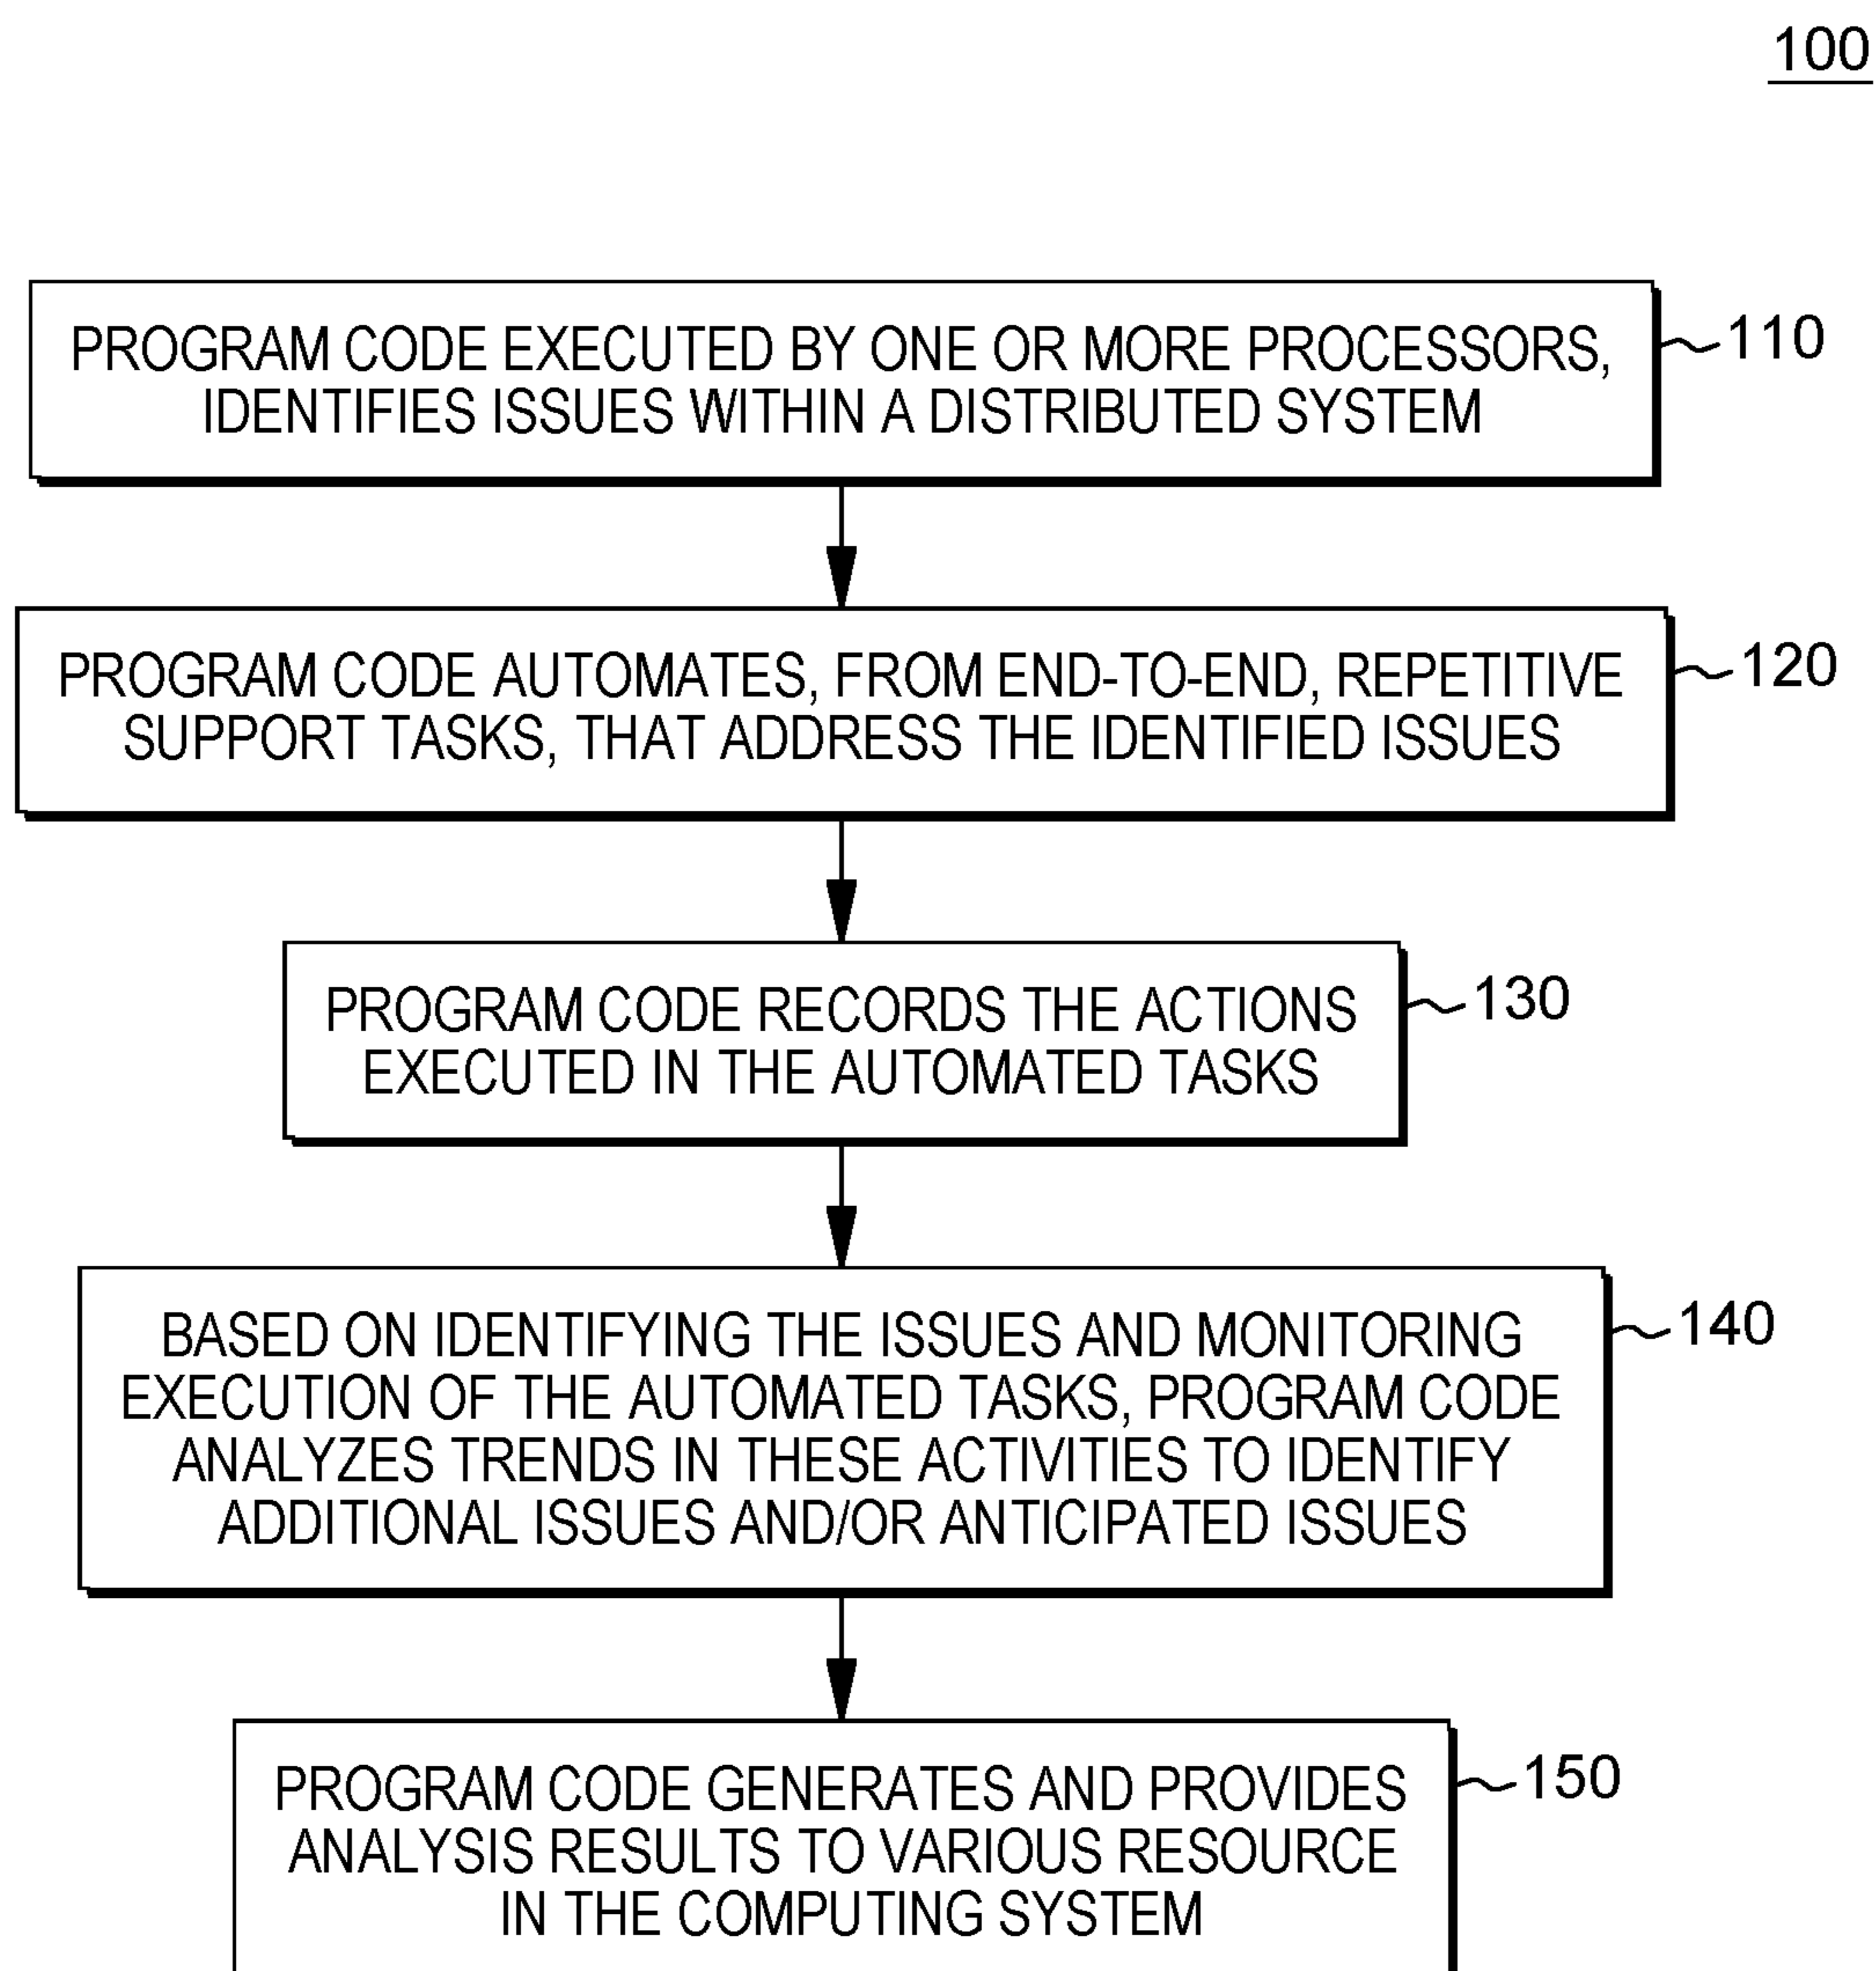 100
PROGRAM CODE EXECUTED BY ONE OR MORE PROCESSORS,
IDENTIFIES ISSUES WITHIN A DISTRIBUTED SYSTEM
110
PROGRAM CODE AUTOMATES, FROM END-TO-END, REPETITIVE
SUPPORT TASKS, THAT ADDRESS THE IDENTIFIED ISSUES
120
PROGRAM CODE RECORDS THE ACTIONS
EXECUTED IN THE AUTOMATED TASKS
130
BASED ON IDENTIFYING THE ISSUES AND MONITORING
EXECUTION OF THE AUTOMATED TASKS, PROGRAM CODE
ANALYZES TRENDS IN THESE ACTIVITIES TO IDENTIFY
ADDITIONAL ISSUES AND/OR ANTICIPATED ISSUES
140
PROGRAM CODE GENERATES AND PROVIDES
ANALYSIS RESULTS TO VARIOUS RESOURCE
IN THE COMPUTING SYSTEM
150